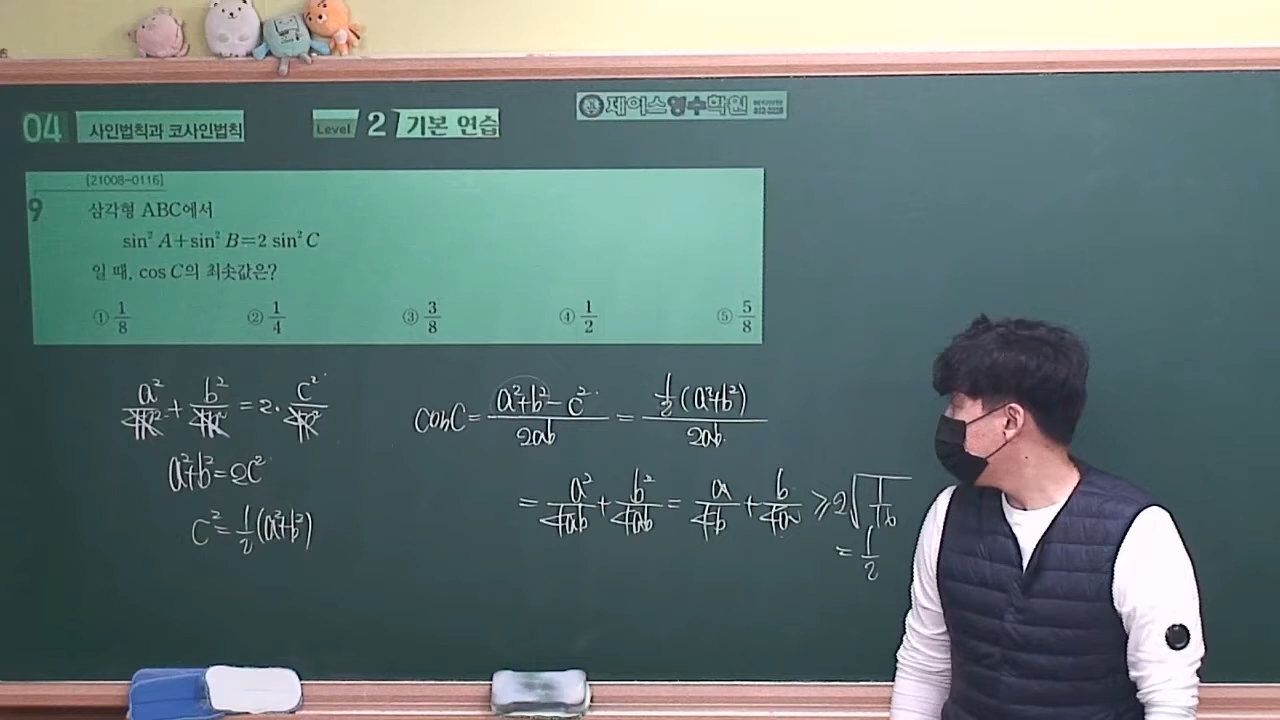 제이스영수학원
04 사인법칙과 코사인법칙 Level 2 기본 연습
[21008-0116]
9 삼각형 ABC에서
sin² A+sin² B=2 sin² C
일 때, cos C의 최솟값은?
① 1/8 ② 1/4 ③ 3/8 ④ 1/2 ⑤ 5/8
a²/4R² + b²/4R² = 2· c²/4R²
a²+b²=2c²
c²=1/2(a²+b²)
cosC= (a²+b²-c²)/2ab = 1/2(a²+b²)/2ab
= a²/4ab + b²/4ab = a/4b + b/4a ≥ 2√1/16
= 1/2